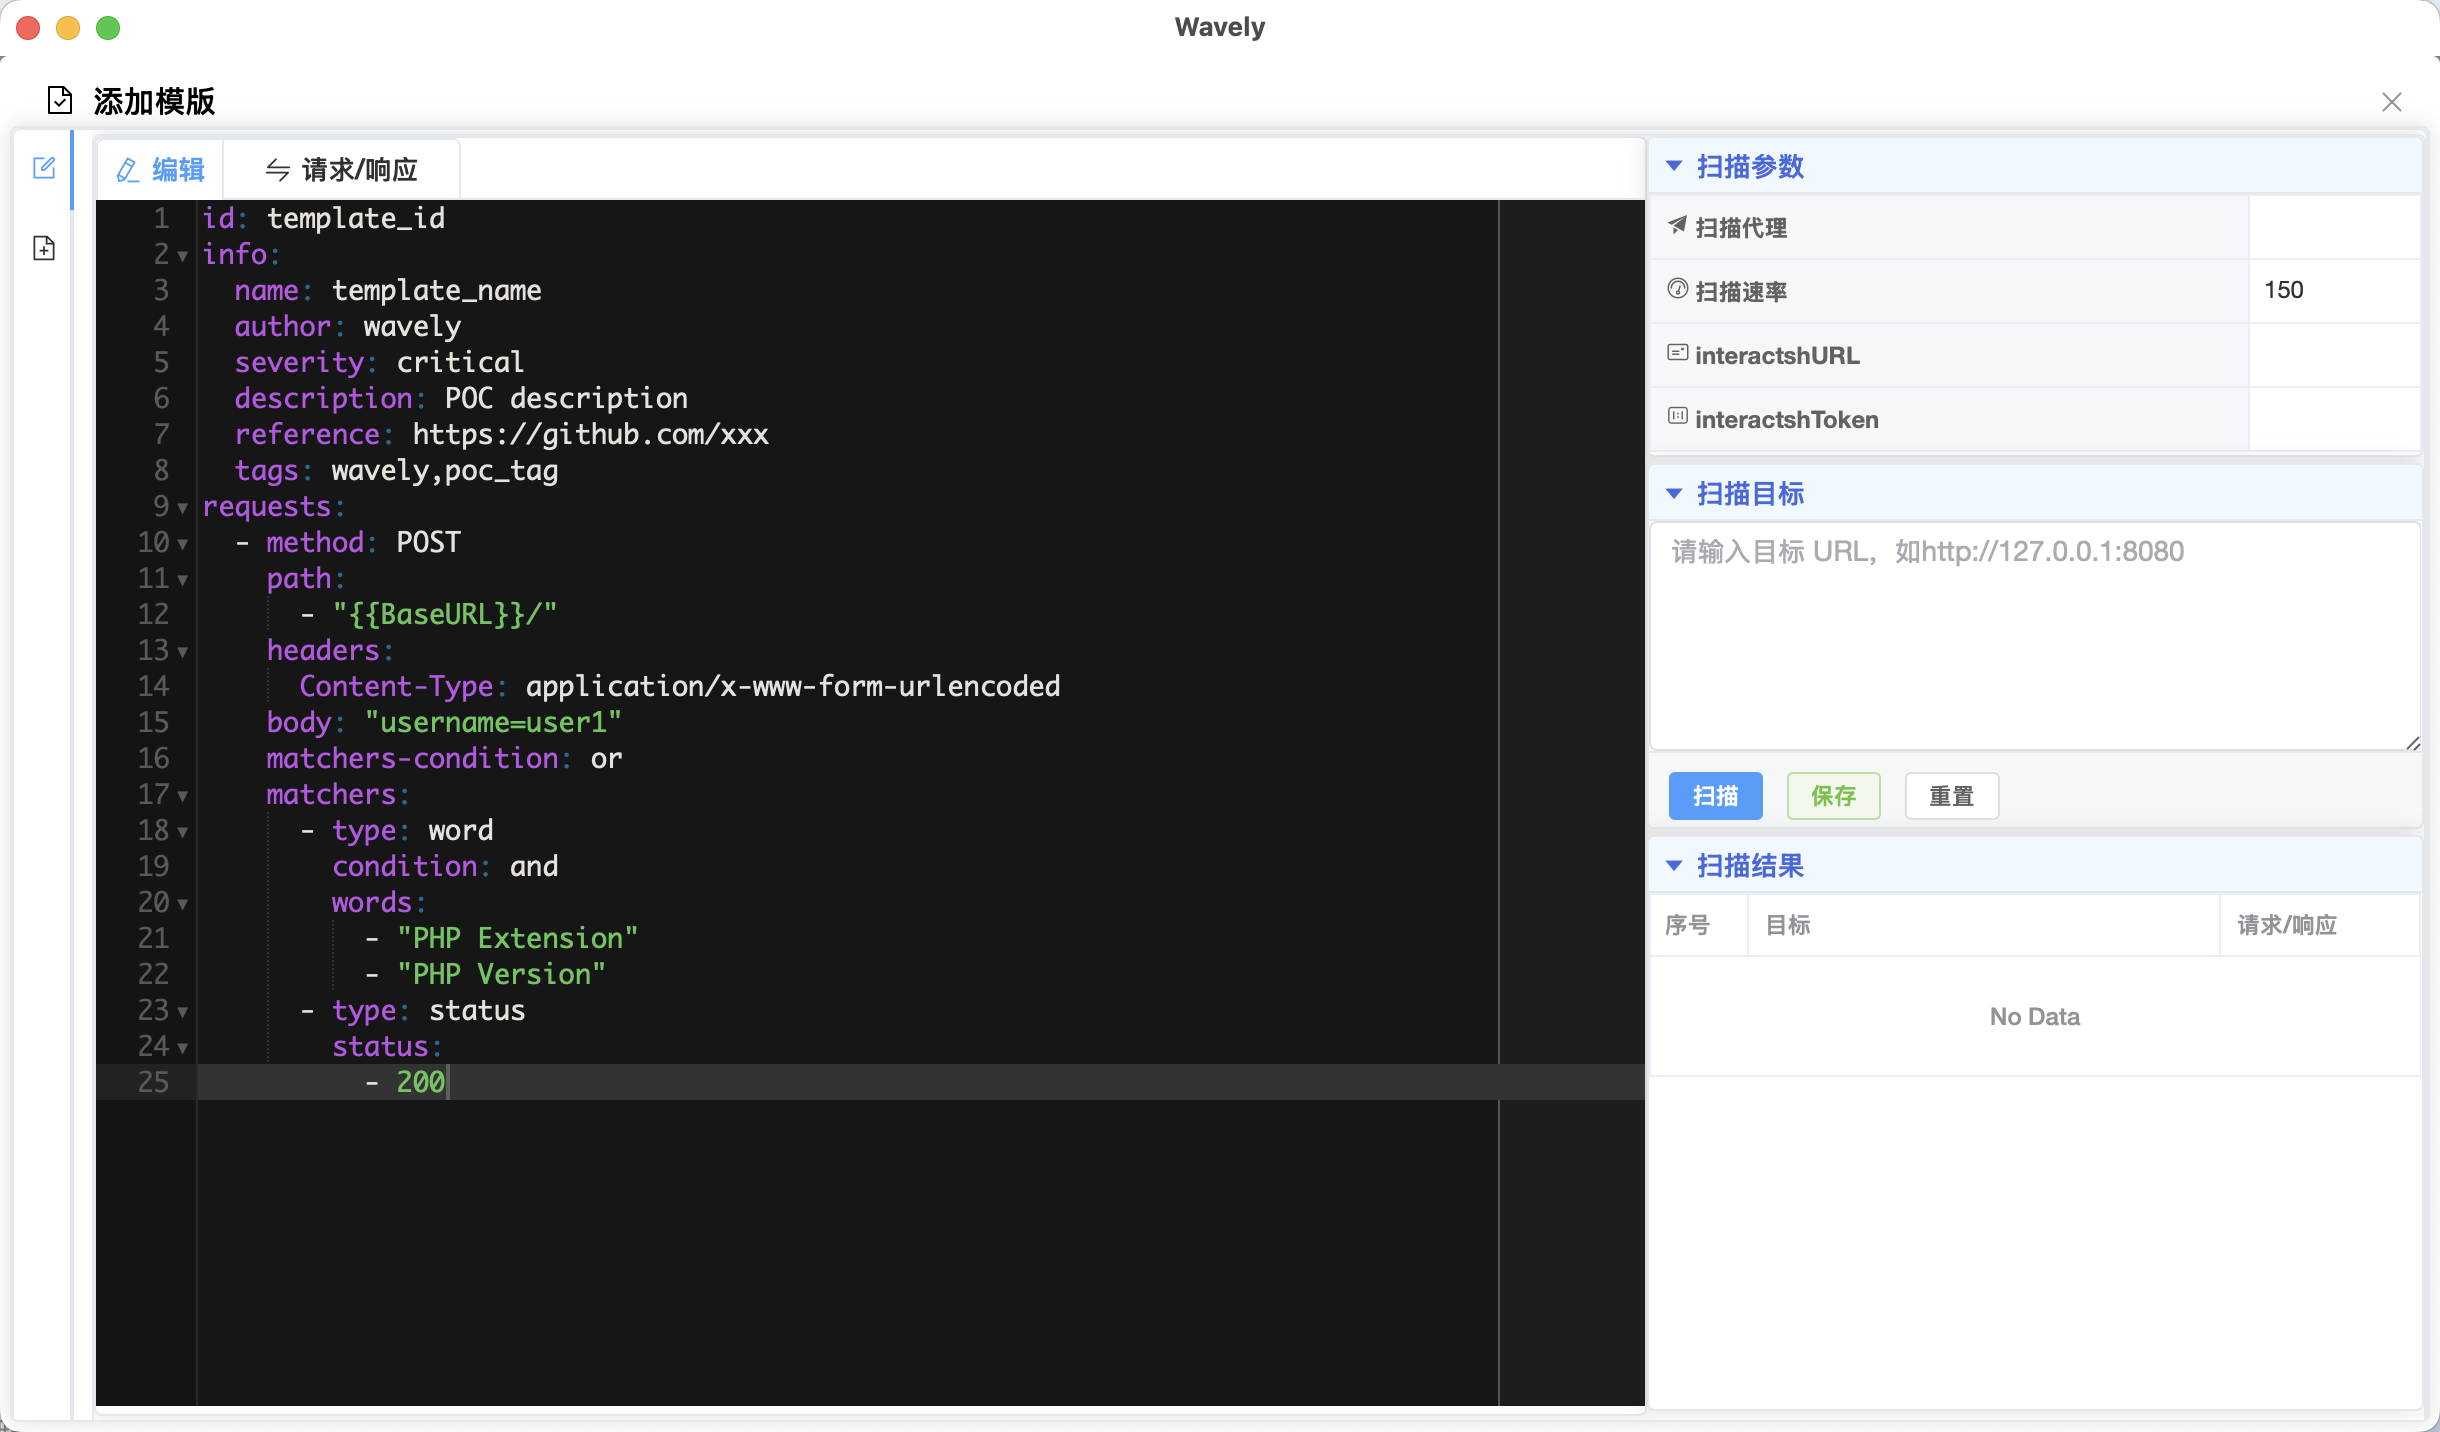 Wavely
添加模版
编辑
请求/响应
1 id: template_id
2 info:
3   name: template_name
4   author: wavely
5   severity: critical
6   description: POC description
7   reference: https://github.com/xxx
8   tags: wavely,poc_tag
9 requests:
10   - method: POST
11     path:
12       - "{{BaseURL}}/"
13     headers:
14       Content-Type: application/x-www-form-urlencoded
15     body: "username=user1"
16     matchers-condition: or
17     matchers:
18       - type: word
19         condition: and
20         words:
21           - "PHP Extension"
22           - "PHP Version"
23       - type: status
24         status:
25           - 200
扫描参数
扫描代理
扫描速率 150
interactshURL
interactshToken
扫描目标
请输入目标 URL，如http://127.0.0.1:8080
扫描 保存 重置
扫描结果
序号 目标 请求/响应
No Data